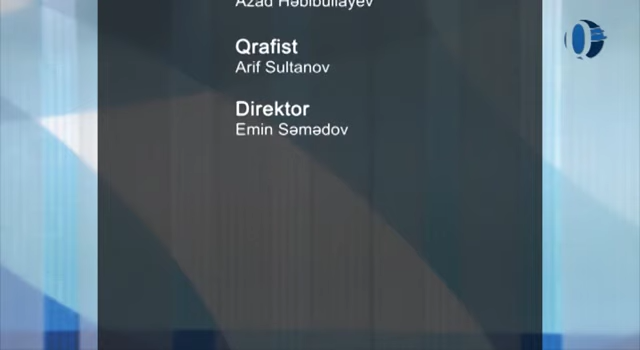 Azad Həbibullayev
Qrafist
Arif Sultanov
Direktor
Emin Səmədov